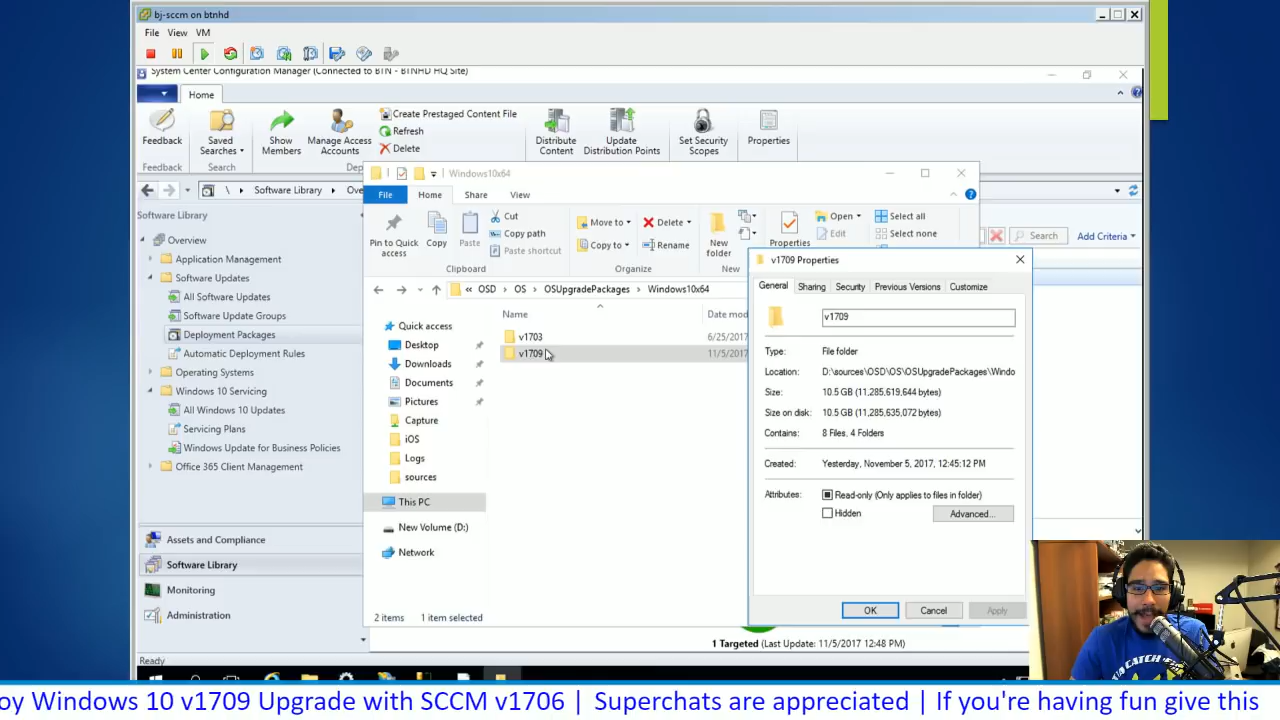 bj-sccm on btnhd
File View VM
System Center Configuration Manager (Connected to BTN - BTNHD HQ Site)
Home
Feedback
Saved Searches
Show Members
Manage Access Accounts
Create Prestaged Content File
Refresh
Delete
Distribute Content
Update Distribution Points
Set Security Scopes
Properties
Feedback
Search
Dep
\ Software Library Ove
Search
Add Criteria
Software Library
Overview
Application Management
Software Updates
All Software Updates
Software Update Groups
Deployment Packages
Automatic Deployment Rules
Operating Systems
Windows 10 Servicing
All Windows 10 Updates
Servicing Plans
Windows Update for Business Policies
Office 365 Client Management
Assets and Compliance
Software Library
Monitoring
Administration
Ready
Windows10x64
File Home Share View
Pin to Quick access
Copy
Paste
Cut
Copy path
Paste shortcut
Move to
Copy to
Delete
Rename
New folder
Properties
Open
Edit
Select all
Select none
Clipboard
Organize
New
« OSD OS OSUpgradePackages Windows10x64
Name
Date mod
v1703 6/25/2017
v1709 11/5/2017
Quick access
Desktop
Downloads
Documents
Pictures
Capture
iOS
Logs
sources
This PC
New Volume (D:)
Network
2 items 1 item selected
v1709 Properties
General Sharing Security Previous Versions Customize
v1709
Type: File folder
Location: D:\sources\OSD\OS\OSUpgradePackages\Windo
Size: 10.5 GB (11,285,619,644 bytes)
Size on disk: 10.5 GB (11,285,635,072 bytes)
Contains: 8 Files, 4 Folders
Created: Yesterday, November 5, 2017, 12:45:12 PM
Attributes: Read-only (Only applies to files in folder)
Hidden
Advanced...
OK Cancel Apply
1 Targeted (Last Update: 11/5/2017 12:48 PM)
oy Windows 10 v1709 Upgrade with SCCM v1706 | Superchats are appreciated | If you're having fun give this